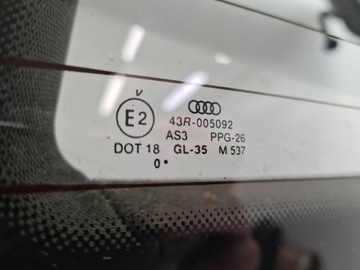 V
E2
43R-005092
AS3 PPG-26
DOT 18 GL-35 M 537
0*